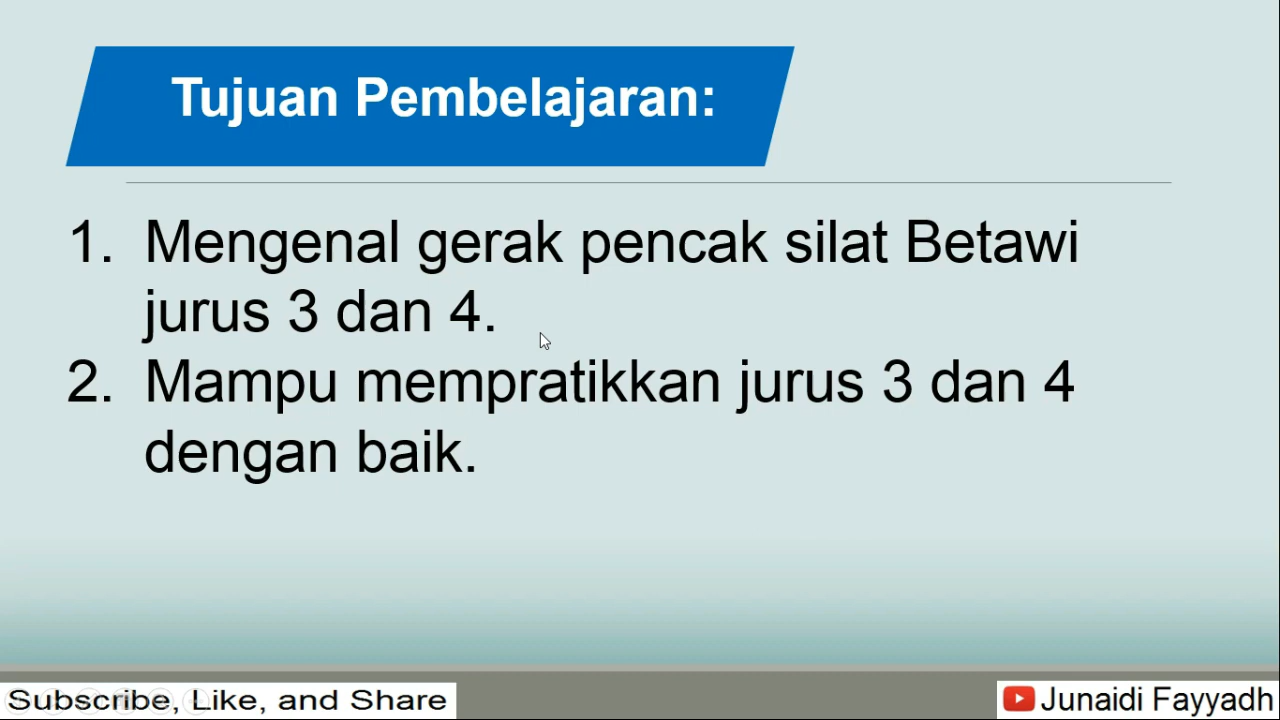 Tujuan Pembelajaran:
1. Mengenal gerak pencak silat Betawi
jurus 3 dan 4.
2. Mampu mempratikkan jurus 3 dan 4
dengan baik.
Subscribe, Like, and Share
Junaidi Fayyadh